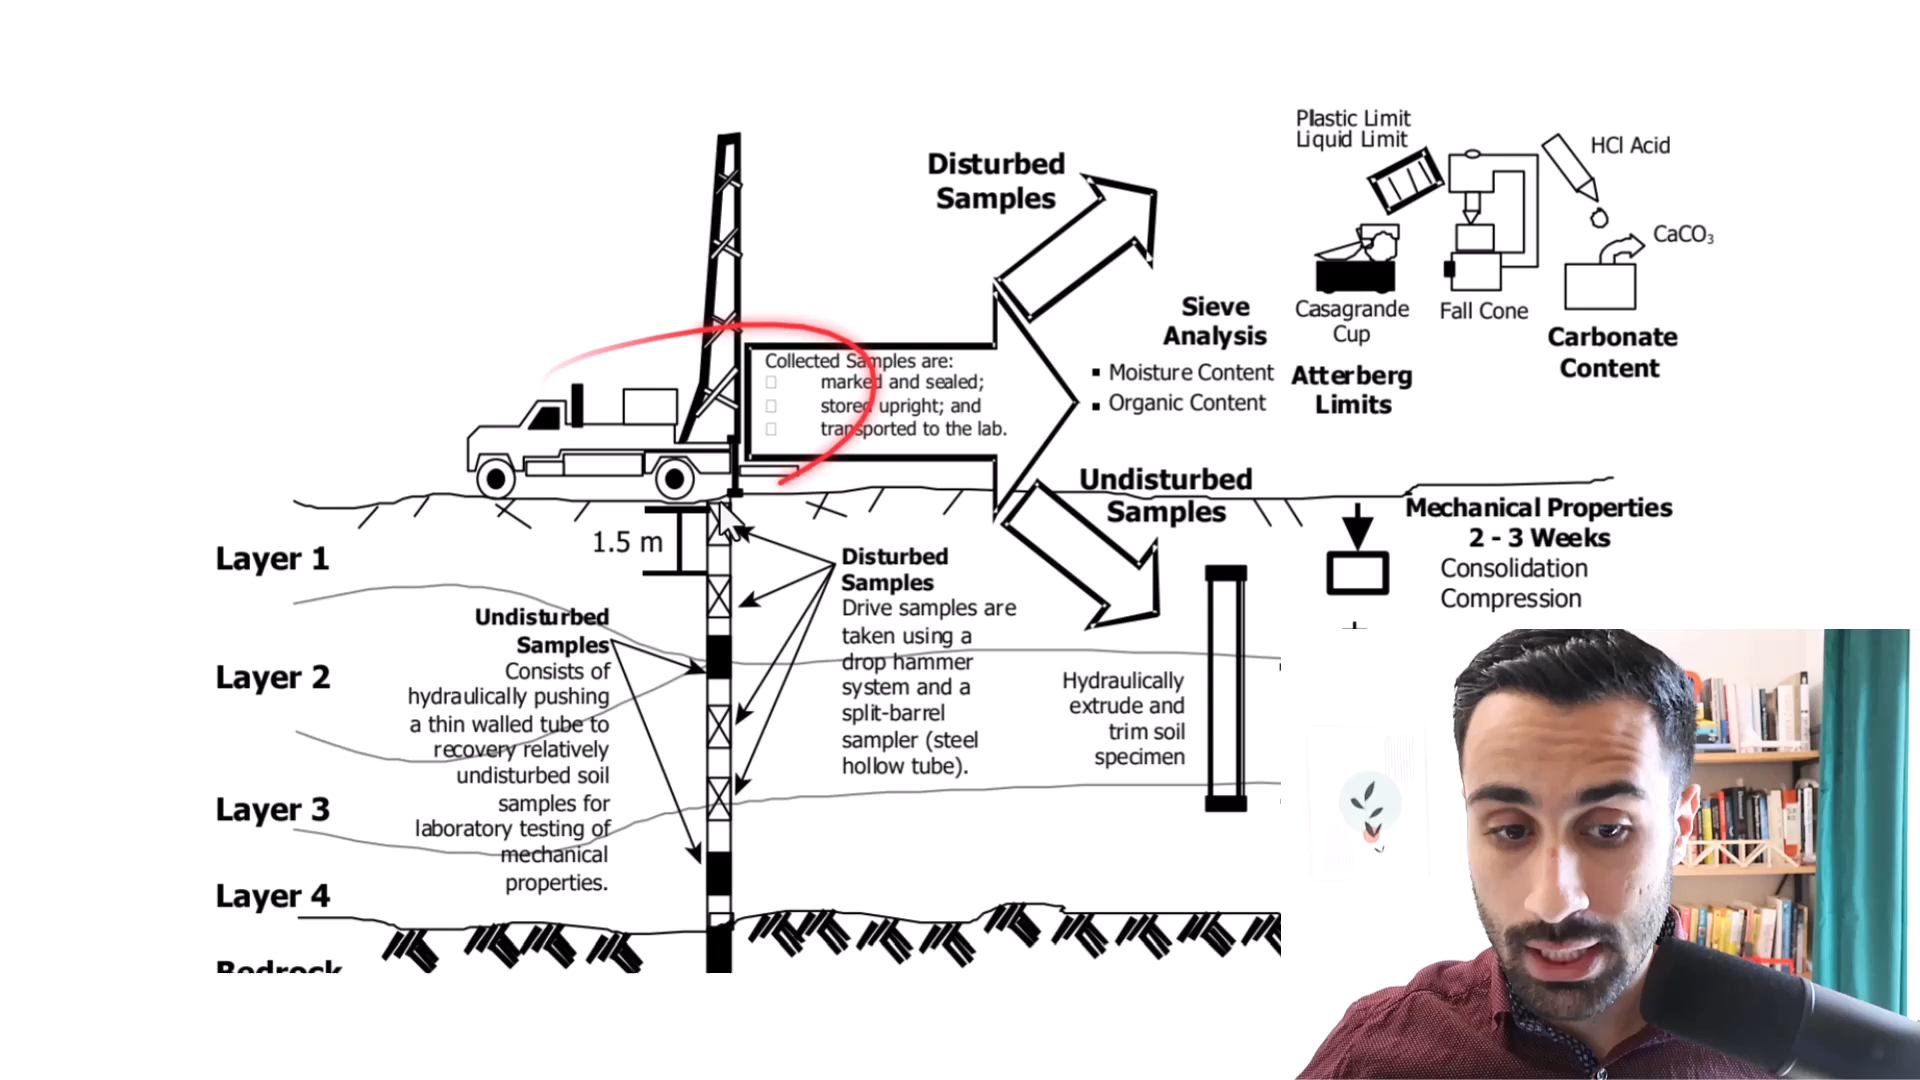 Plastic Limit
Liquid Limit
HCl Acid
CaCO₃
Casagrande
Cup
Fall Cone
Carbonate
Content
Disturbed
Samples
Sieve
Analysis
▪ Moisture Content
▪ Organic Content
Atterberg
Limits
Collected Samples are:
marked and sealed;
stored upright; and
transported to the lab.
Undisturbed
Samples
Mechanical Properties
2 - 3 Weeks
Consolidation
Compression
1.5 m
Layer 1
Layer 2
Layer 3
Layer 4
Bedrock
Undisturbed
Samples
Consists of
hydraulically pushing
a thin walled tube to
recovery relatively
undisturbed soil
samples for
laboratory testing of
mechanical
properties.
Disturbed
Samples
Drive samples are
taken using a
drop hammer
system and a
split-barrel
sampler (steel
hollow tube).
Hydraulically
extrude and
trim soil
specimen